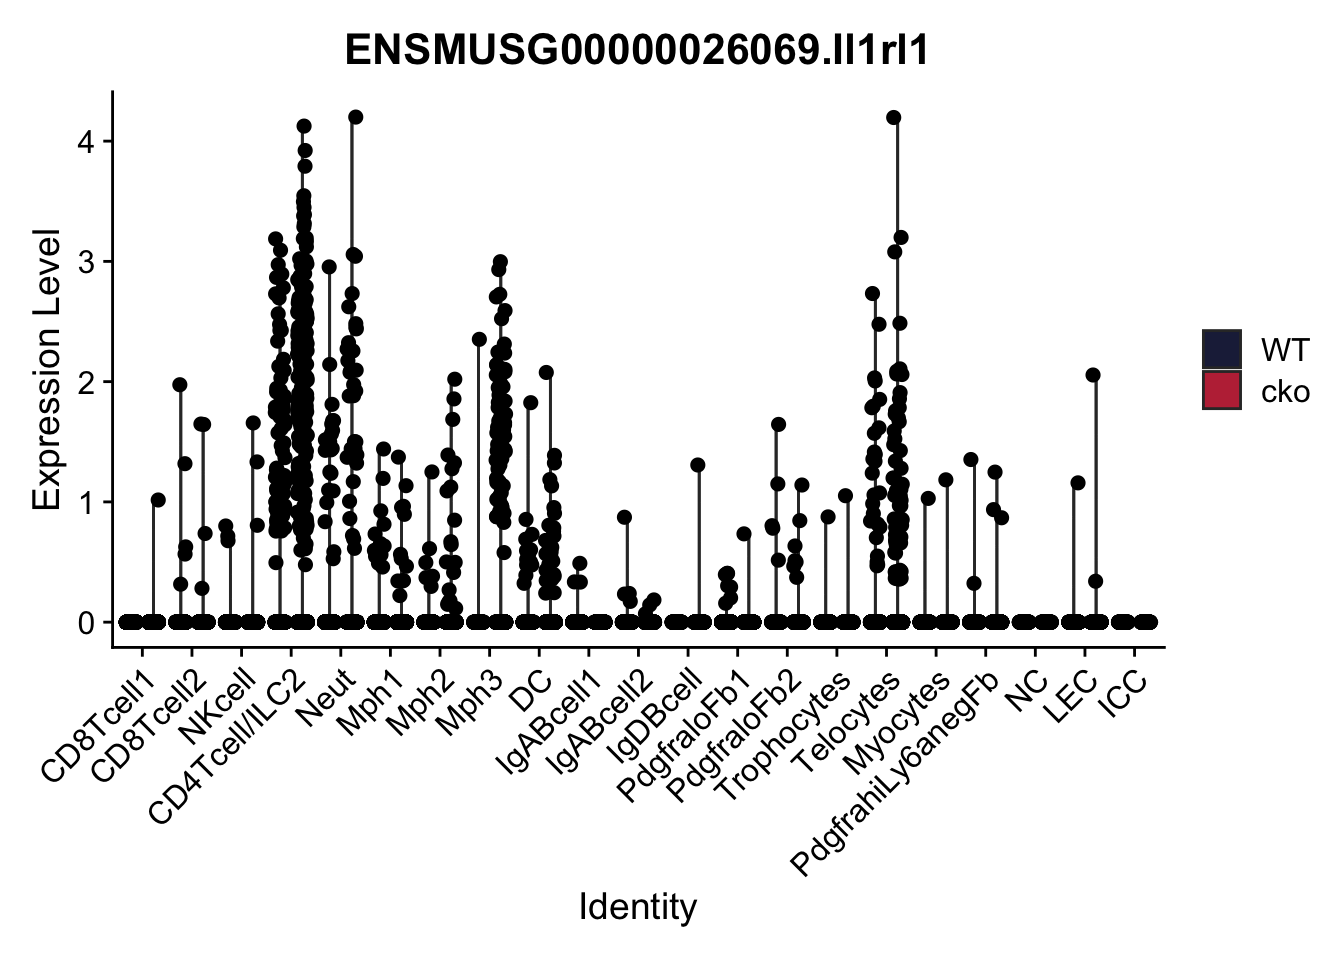 ENSMUSG00000026069.Il1rl1
Expression Level
4
3
2
1
0
CD8Tcell1
CD8Tcell2
NKcell
CD4Tcell/ILC2
Neut
Mph1
Mph2
Mph3
DC
IgABcell1
IgABcell2
IgDBcell
PdgfraloFb1
PdgfraloFb2
Trophocytes
Telocytes
Myocytes
PdgfrahiLy6anegFb
NC
LEC
ICC
Identity
WT
cko